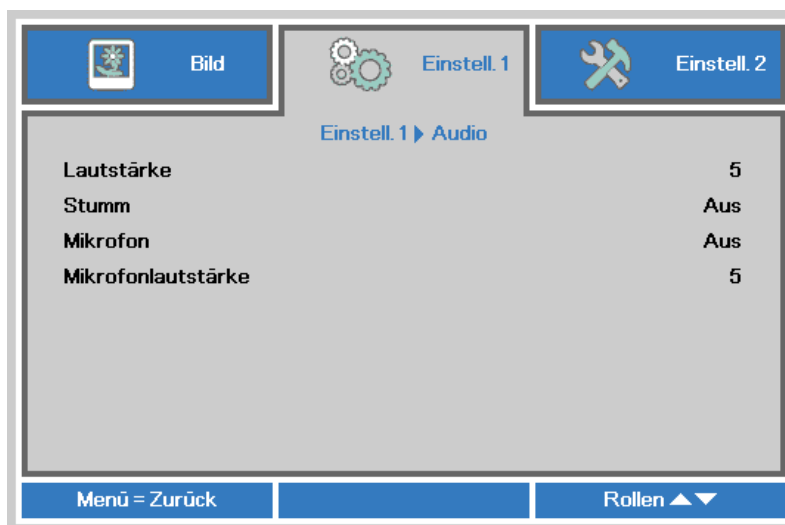 Bild
Einstell. 1
Einstell. 2
Einstell. 1 ▶ Audio
Lautstärke 5
Stumm Aus
Mikrofon Aus
Mikrofonlautstärke 5
Menü = Zurück
Rollen ▲▼